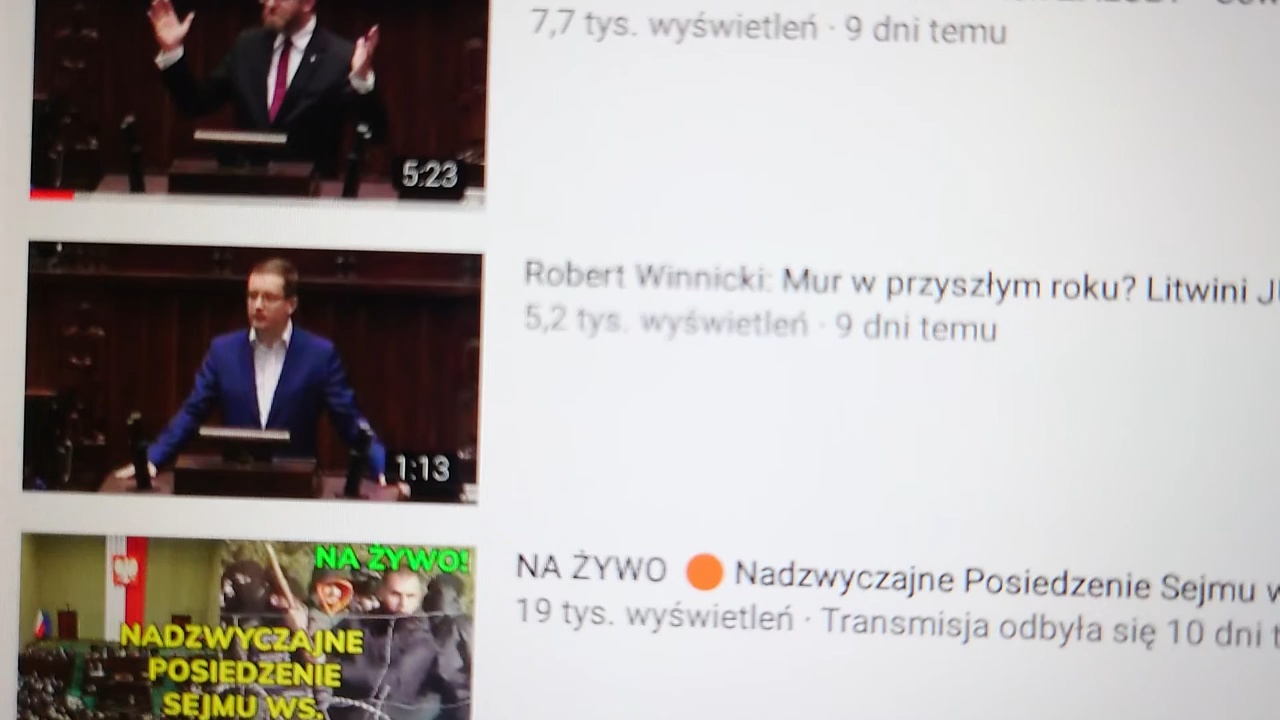 7,7 tys. wyświetleń · 9 dni temu
5:23
Robert Winnicki: Mur w przyszłym roku? Litwini
5,2 tys. wyświetleń · 9 dni temu
1:13
NA ŻYWO!
NADZWYCZAJNE
POSIEDZENIE
SEJMU WS.
NA ŻYWO 🟠 Nadzwyczajne Posiedzenie Sejmu w
19 tys. wyświetleń · Transmisja odbyła się 10 dni